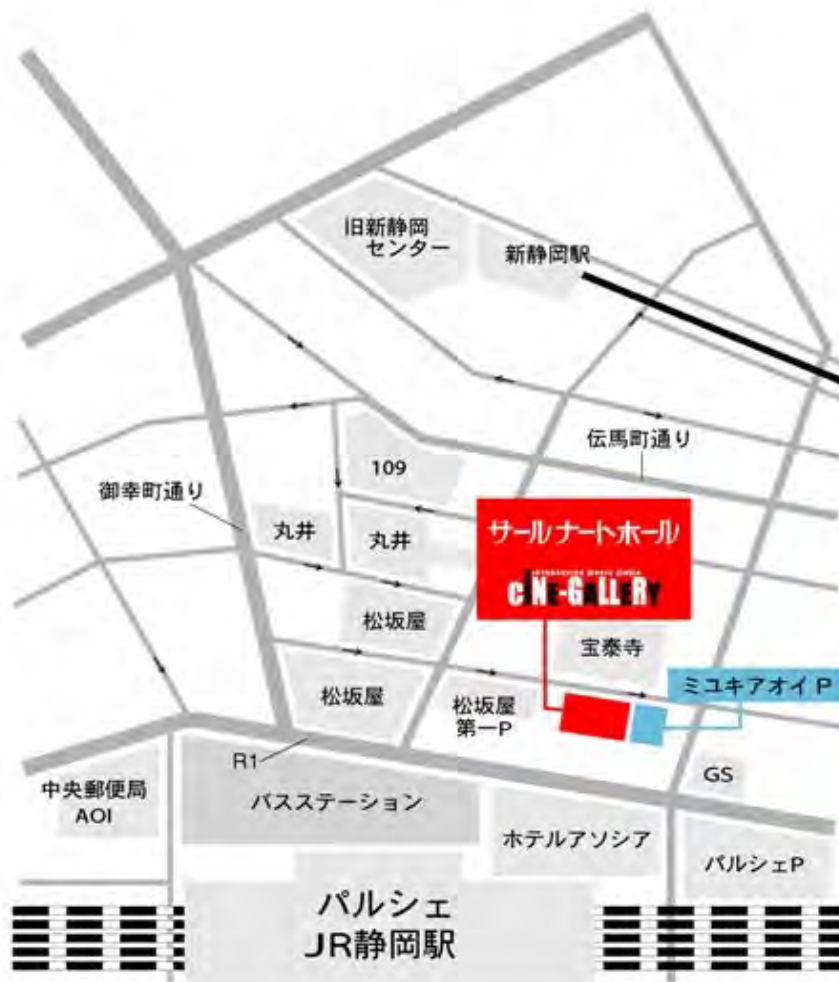 旧新静岡
センター
新静岡駅
伝馬町通り
109
御幸町通り
丸井
丸井
サールナートホール
CINE-GALLERY
松坂屋
宝泰寺
松坂屋
松坂屋
第一P
ミユキアオイ P
R1
GS
中央郵便局
AOI
バスステーション
ホテルアソシア
パルシェP
パルシェ
JR静岡駅